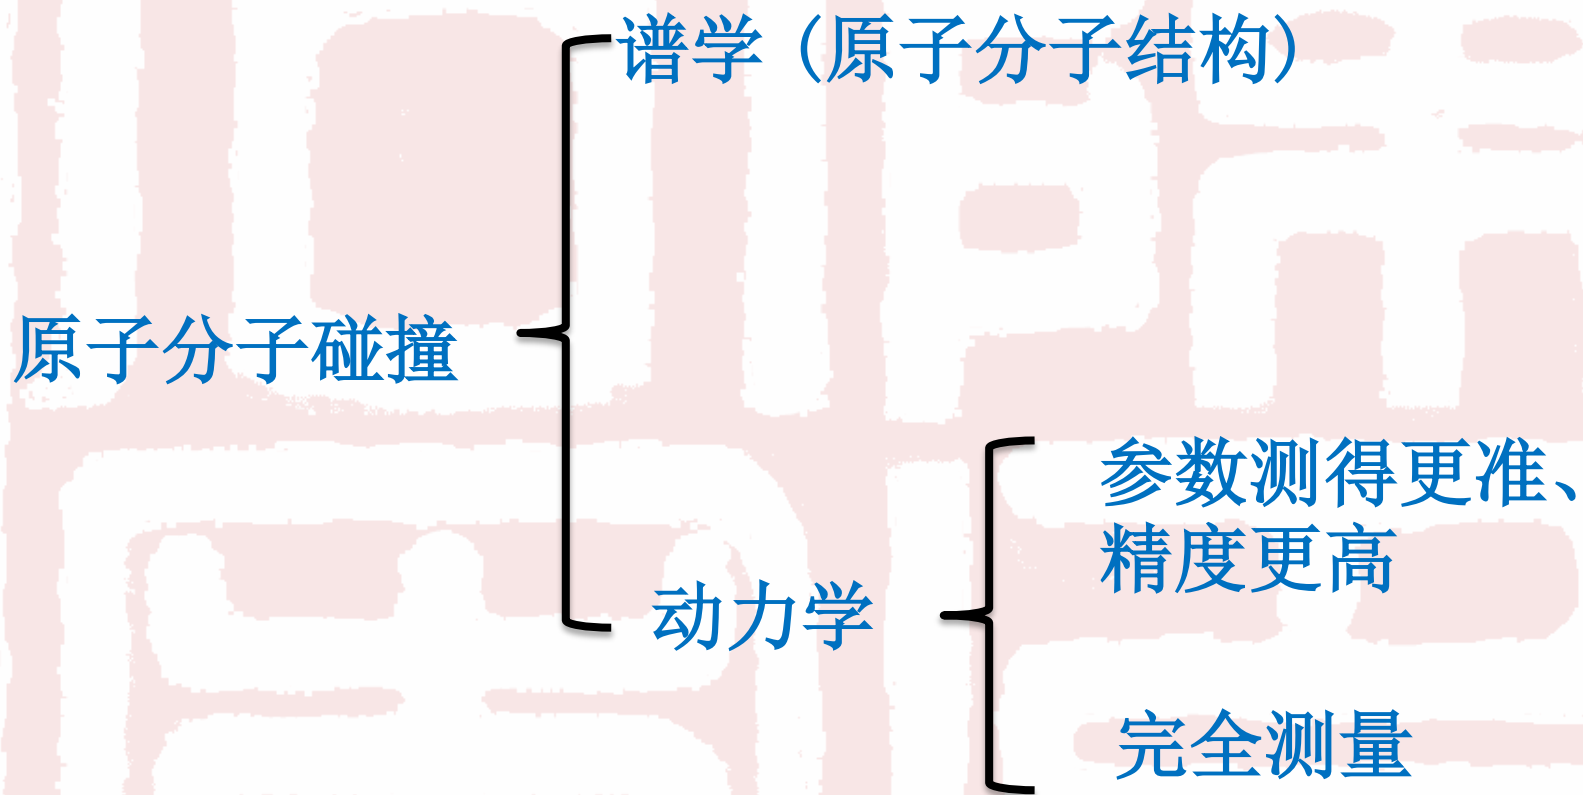 谱学 (原子分子结构)
原子分子碰撞
参数测得更准、
精度更高
动力学
完全测量